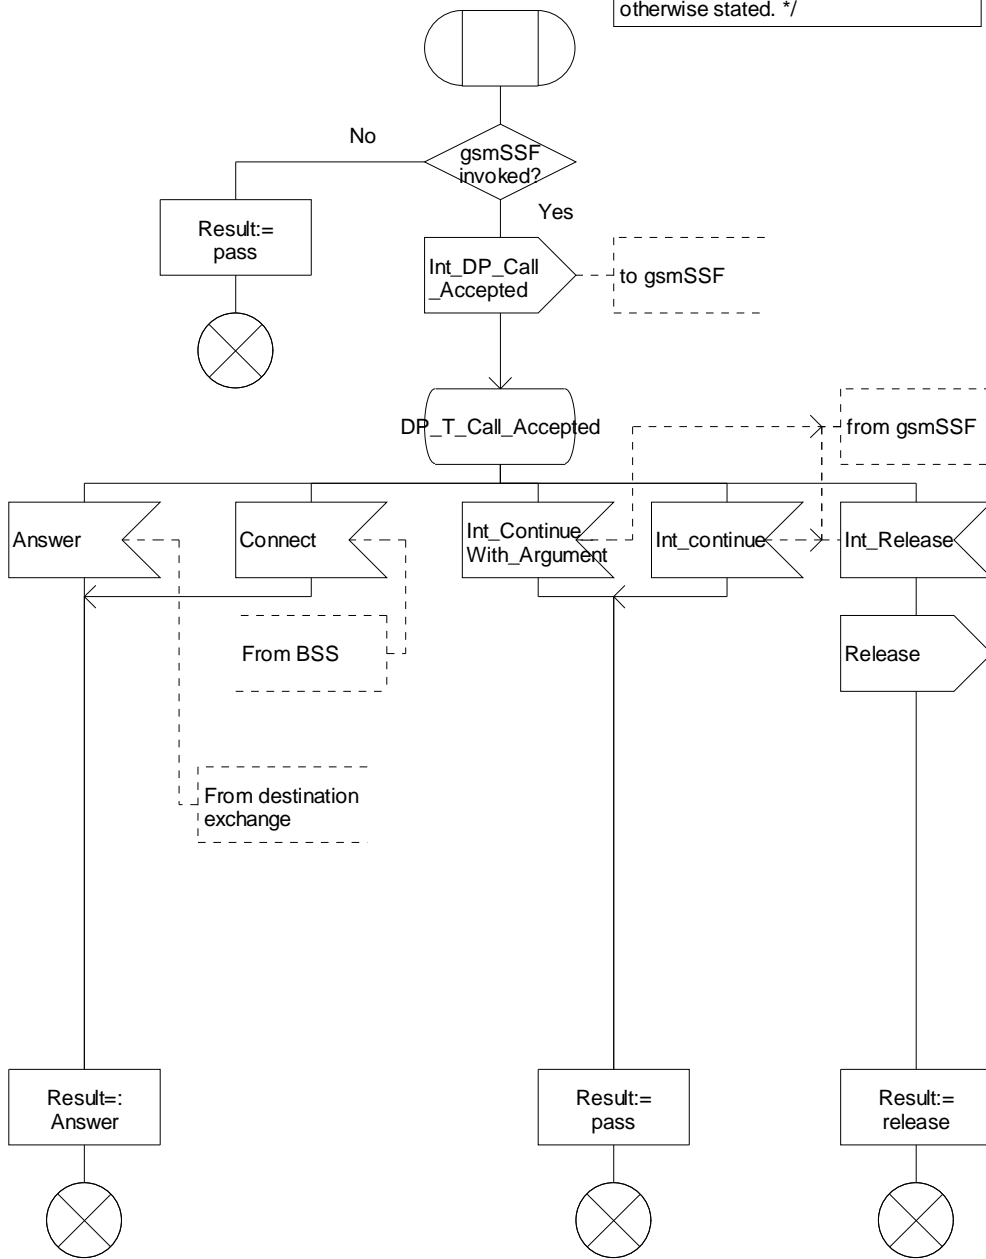 otherwise stated. */
No
gsmSSF
invoked?
Yes
Result:=
pass
Int_DP_Call
_Accepted
to gsmSSF
DP_T_Call_Accepted
from gsmSSF
Answer
Connect
Int_Continue_
With_Argument
Int_continue
Int_Release
From BSS
Release
From destination
exchange
Result=:
Answer
Result:=
pass
Result:=
release